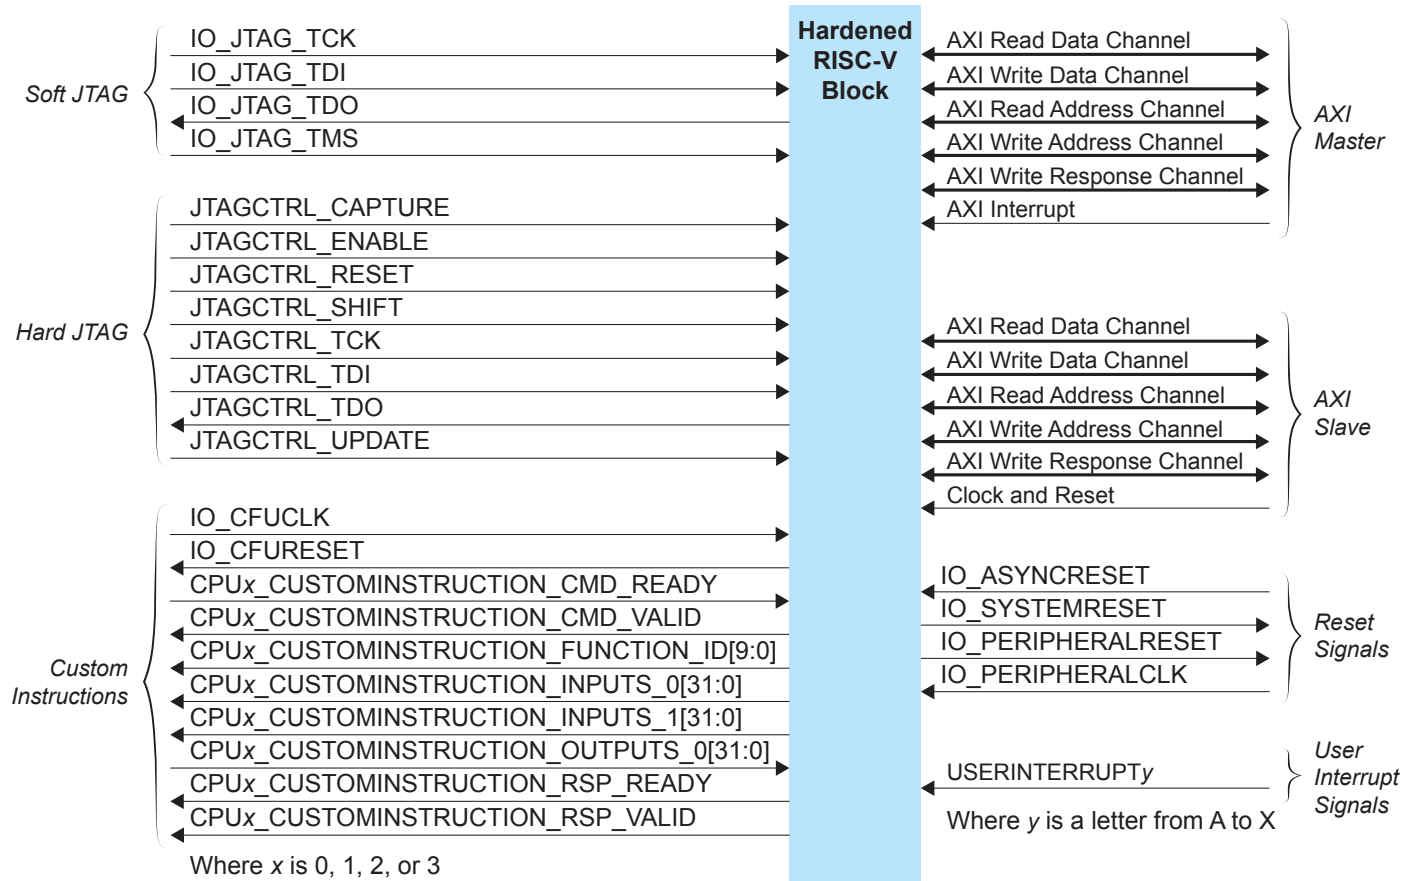 Soft JTAG
IO_JTAG_TCK
IO_JTAG_TDI
IO_JTAG_TDO
IO_JTAG_TMS
Hard JTAG
JTAGCTRL_CAPTURE
JTAGCTRL_ENABLE
JTAGCTRL_RESET
JTAGCTRL_SHIFT
JTAGCTRL_TCK
JTAGCTRL_TDI
JTAGCTRL_TDO
JTAGCTRL_UPDATE
Custom
Instructions
IO_CFUCLK
IO_CFURESET
CPUx_CUSTOMINSTRUCTION_CMD_READY
CPUx_CUSTOMINSTRUCTION_CMD_VALID
CPUx_CUSTOMINSTRUCTION_FUNCTION_ID[9:0]
CPUx_CUSTOMINSTRUCTION_INPUTS_0[31:0]
CPUx_CUSTOMINSTRUCTION_INPUTS_1[31:0]
CPUx_CUSTOMINSTRUCTION_OUTPUTS_0[31:0]
CPUx_CUSTOMINSTRUCTION_RSP_READY
CPUx_CUSTOMINSTRUCTION_RSP_VALID
Where x is 0, 1, 2, or 3
Hardened
RISC-V
Block
AXI Read Data Channel
AXI Write Data Channel
AXI Read Address Channel
AXI Write Address Channel
AXI Write Response Channel
AXI Interrupt
AXI
Master
AXI Read Data Channel
AXI Write Data Channel
AXI Read Address Channel
AXI Write Address Channel
AXI Write Response Channel
Clock and Reset
AXI
Slave
IO_ASYNCRESET
IO_SYSTEMRESET
IO_PERIPHERALRESET
IO_PERIPHERALCLK
Reset
Signals
USERINTERRUPTy
Where y is a letter from A to X
User
Interrupt
Signals